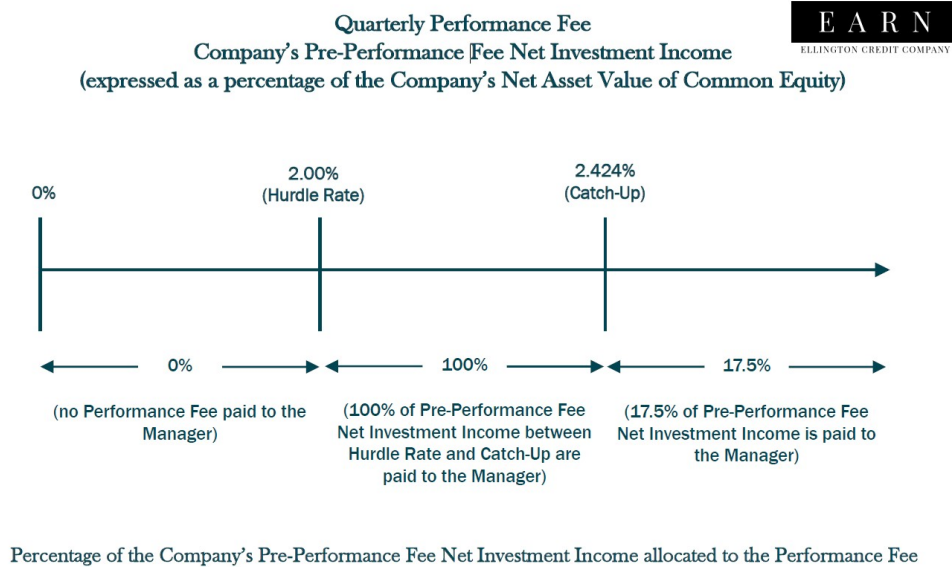 Quarterly Performance Fee
EARN
Company's Pre-Performance Fee Net Investment Income
ELLINGTON CREDIT COMPANY
(expressed as a percentage of the Company's Net Asset Value of Common Equity)
0%
2.00%
(Hurdle Rate)
2.424%
(Catch-Up)
0%
100%
17.5%
(no Performance Fee paid to the
Manager)
(100% of Pre-Performance Fee
Net Investment Income between
Hurdle Rate and Catch-Up are
paid to the Manager)
(17.5% of Pre-Performance Fee
Net Investment Income is paid to
the Manager)
Percentage of the Company's Pre-Performance Fee Net Investment Income allocated to the Performance Fee